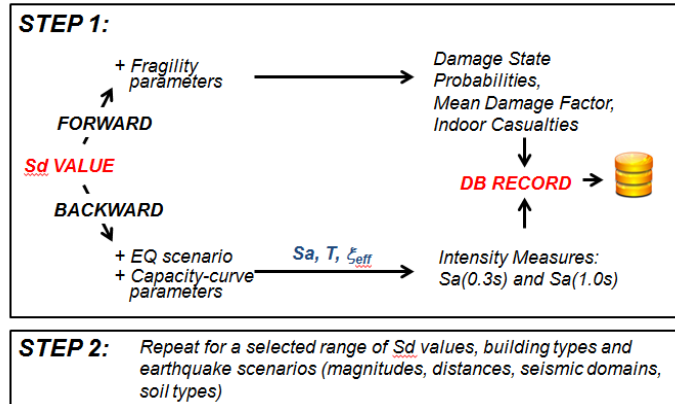 STEP 1:
+ Fragility
parameters
Damage State
Probabilities,
Mean Damage Factor,
Indoor Casualties
FORWARD
Sd VALUE
DB RECORD
BACKWARD
+ EQ scenario
+ Capacity-curve
parameters
Sa, T, ξeff
Intensity Measures:
Sa(0.3s) and Sa(1.0s)
STEP 2:
Repeat for a selected range of Sd values, building types and
earthquake scenarios (magnitudes, distances, seismic domains,
soil types)